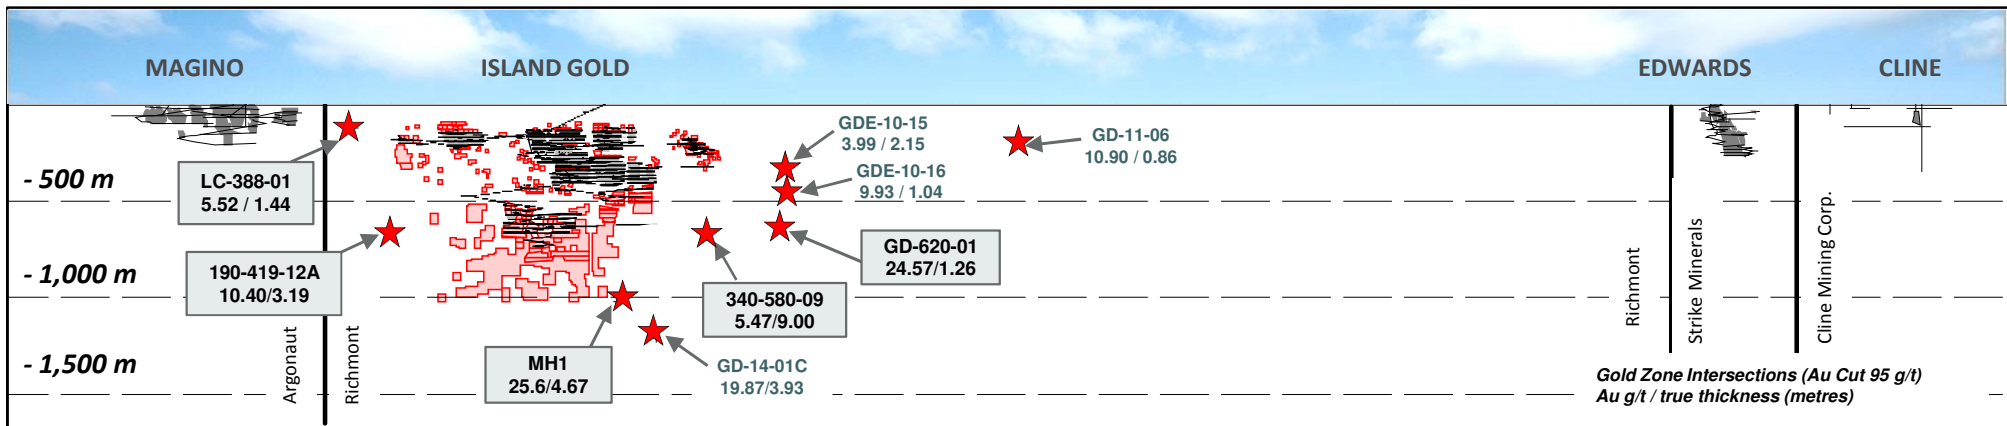 MAGINO
ISLAND GOLD
EDWARDS
CLINE
GDE-10-15
3.99 / 2.15
GD-11-06
10.90 / 0.86
GDE-10-16
9.93 / 1.04
- 500 m
LC-388-01
5.52 / 1.44
GD-620-01
24.57/1.26
- 1,000 m
190-419-12A
10.40/3.19
340-580-09
5.47/9.00
- 1,500 m
MH1
25.6/4.67
GD-14-01C
19.87/3.93
Argonaut
Richmont
Richmont
Strike Minerals
Cline Mining Corp.
Gold Zone Intersections (Au Cut 95 g/t)
Au g/t / true thickness (metres)